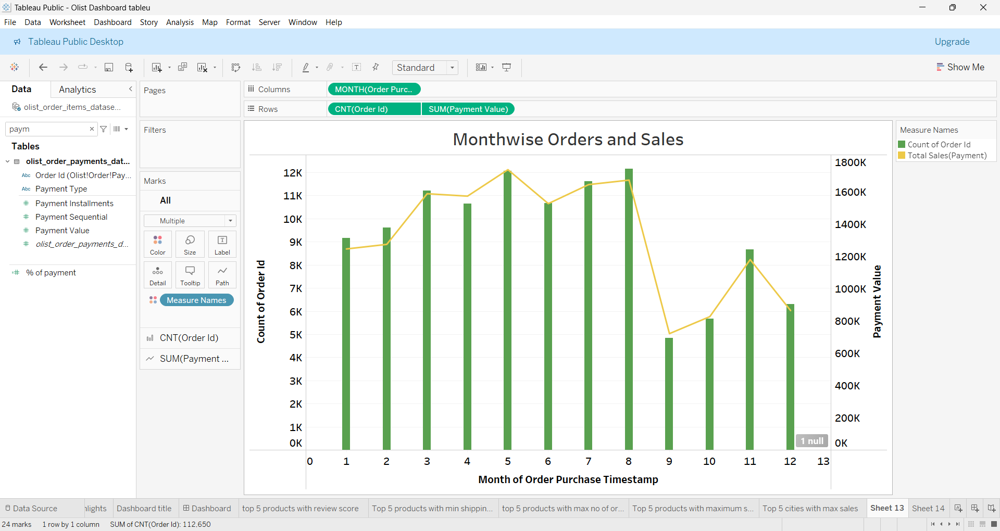 Tableau Public - Olist Dashboard tableu
File Data Worksheet Dashboard Story Analysis Map Format Server Window Help
Tableau Public Desktop
Upgrade
Standard
Show Me
Data
Analytics
olist_order_items_datase...
paym
Tables
olist_order_payments_dat...
Abc Order Id (Olist!Order!Pay...
Abc Payment Type
Payment Installments
Payment Sequential
Payment Value
olist_order_payments_d...
% of payment
Pages
Filters
Marks
All
Multiple
Color
Size
Label
Detail
Tooltip
Path
Measure Names
CNT(Order Id)
SUM(Payment ...
Columns
MONTH(Order Purc..
Rows
CNT(Order Id)
SUM(Payment Value)
Monthwise Orders and Sales
Count of Order Id
12K
11K
10K
9K
8K
7K
6K
5K
4K
3K
2K
1K
0K
1800K
1600K
1400K
1200K
1000K
800K
600K
400K
200K
0K
Payment Value
1 null
0 1 2 3 4 5 6 7 8 9 10 11 12 13
Month of Order Purchase Timestamp
Measure Names
Count of Order Id
Total Sales(Payment)
Data Source
lights
Dashboard title
Dashboard
top 5 products with review score
Top 5 products with min shippin...
top 5 products with max no of or...
Top 5 products with maximum s...
Top 5 cities with max sales
Sheet 13
Sheet 14
24 marks
1 row by 1 column
SUM of CNT(Order Id): 112,650